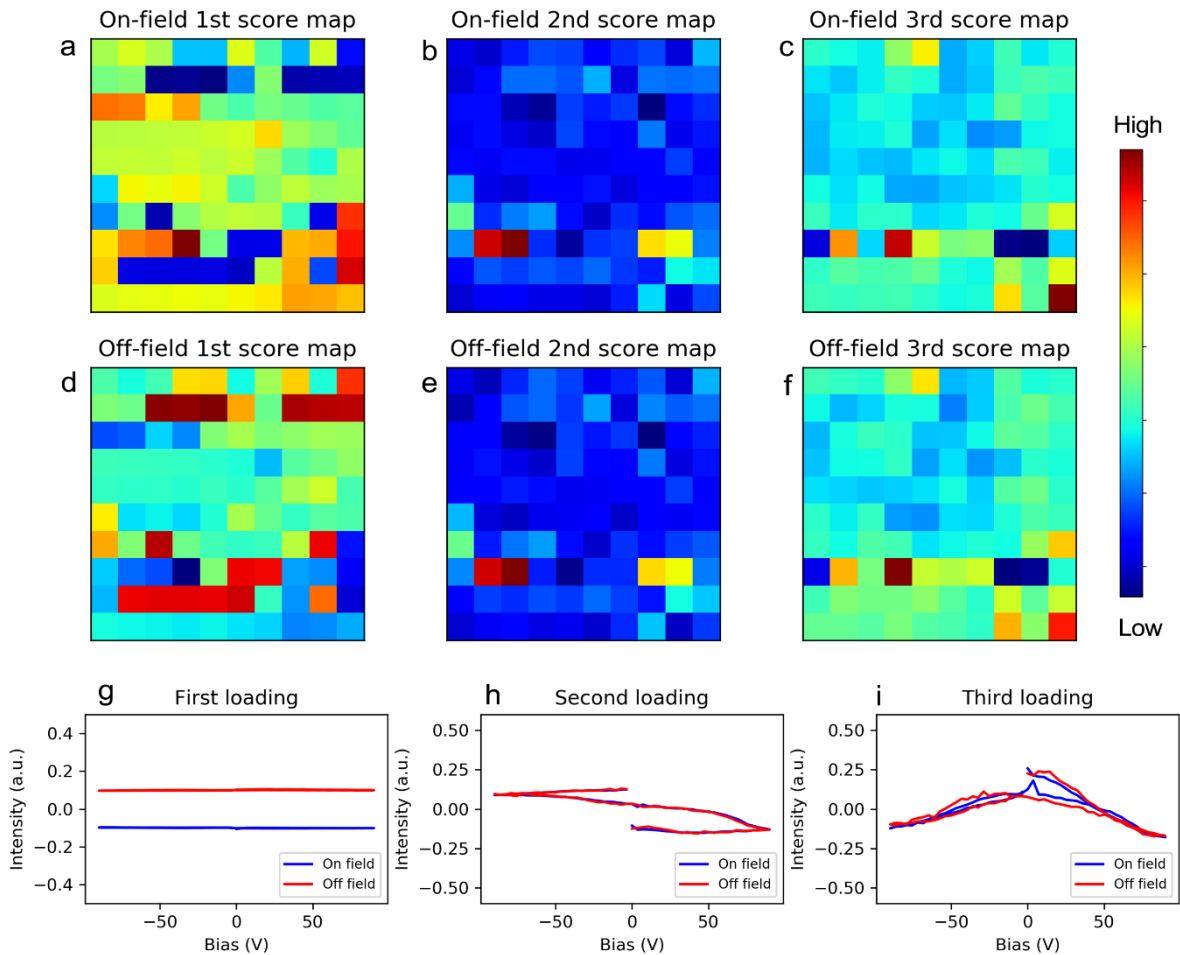 On-field 1st score map
On-field 2nd score map
On-field 3rd score map
a
b
c
High
Off-field 1st score map
Off-field 2nd score map
Off-field 3rd score map
d
e
f
Low
g
First loading
h
Second loading
i
Third loading
Intensity (a.u.)
0.4
0.2
0.0
−0.2
−0.4
On field
Off field
−50
0
50
Bias (V)
Intensity (a.u.)
0.50
0.25
0.00
−0.25
−0.50
On field
Off field
−50
0
50
Bias (V)
Intensity (a.u.)
0.50
0.25
0.00
−0.25
−0.50
On field
Off field
−50
0
50
Bias (V)